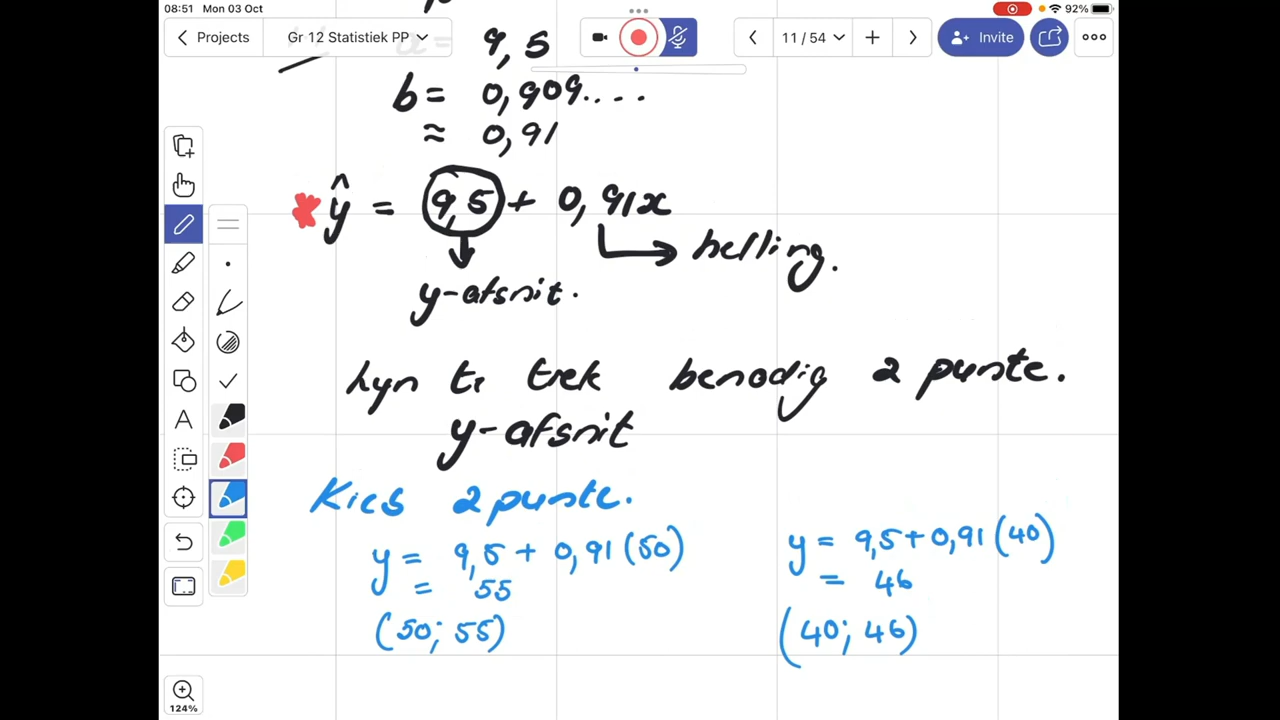 08:51 Mon 03 Oct 92%
Projects Gr 12 Statistiek PP 11 / 54 Invite
9,5
b = 0,909....
≈ 0,91
ŷ = 9,5 + 0,91x
helling.
y-afsnit.
Lyn te trek benodig 2 punte.
y-afsnit
Kies 2 punte.
y = 9,5 + 0,91 (50)
= 55
(50; 55)
y = 9,5 + 0,91 (40)
= 46
(40; 46)
A
124%